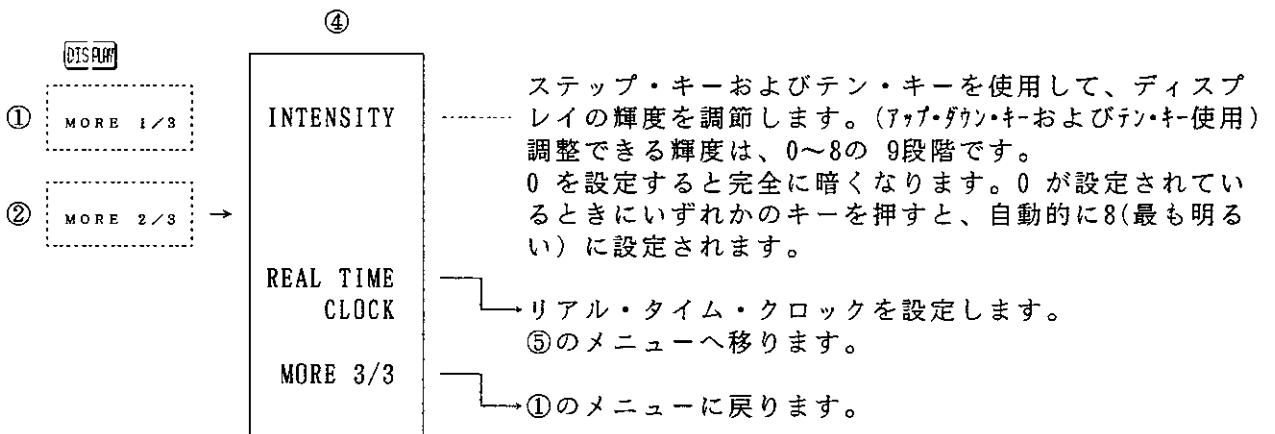 ④
DISPLAY
① MORE 1/3
② MORE 2/3 →
INTENSITY
ステップ・キーおよびテン・キーを使用して、ディスプ
レイの輝度を調節します。(ｱｯﾌﾟ･ﾀﾞｳﾝ･ｷｰおよびﾃﾝ･ｷｰ使用)
調整できる輝度は、0～8の 9段階です。
0 を設定すると完全に暗くなります。0 が設定されてい
るときにいずれかのキーを押すと、自動的に8(最も明る
い) に設定されます。
REAL TIME
CLOCK
リアル・タイム・クロックを設定します。
⑤のメニューへ移ります。
MORE 3/3
①のメニューに戻ります。